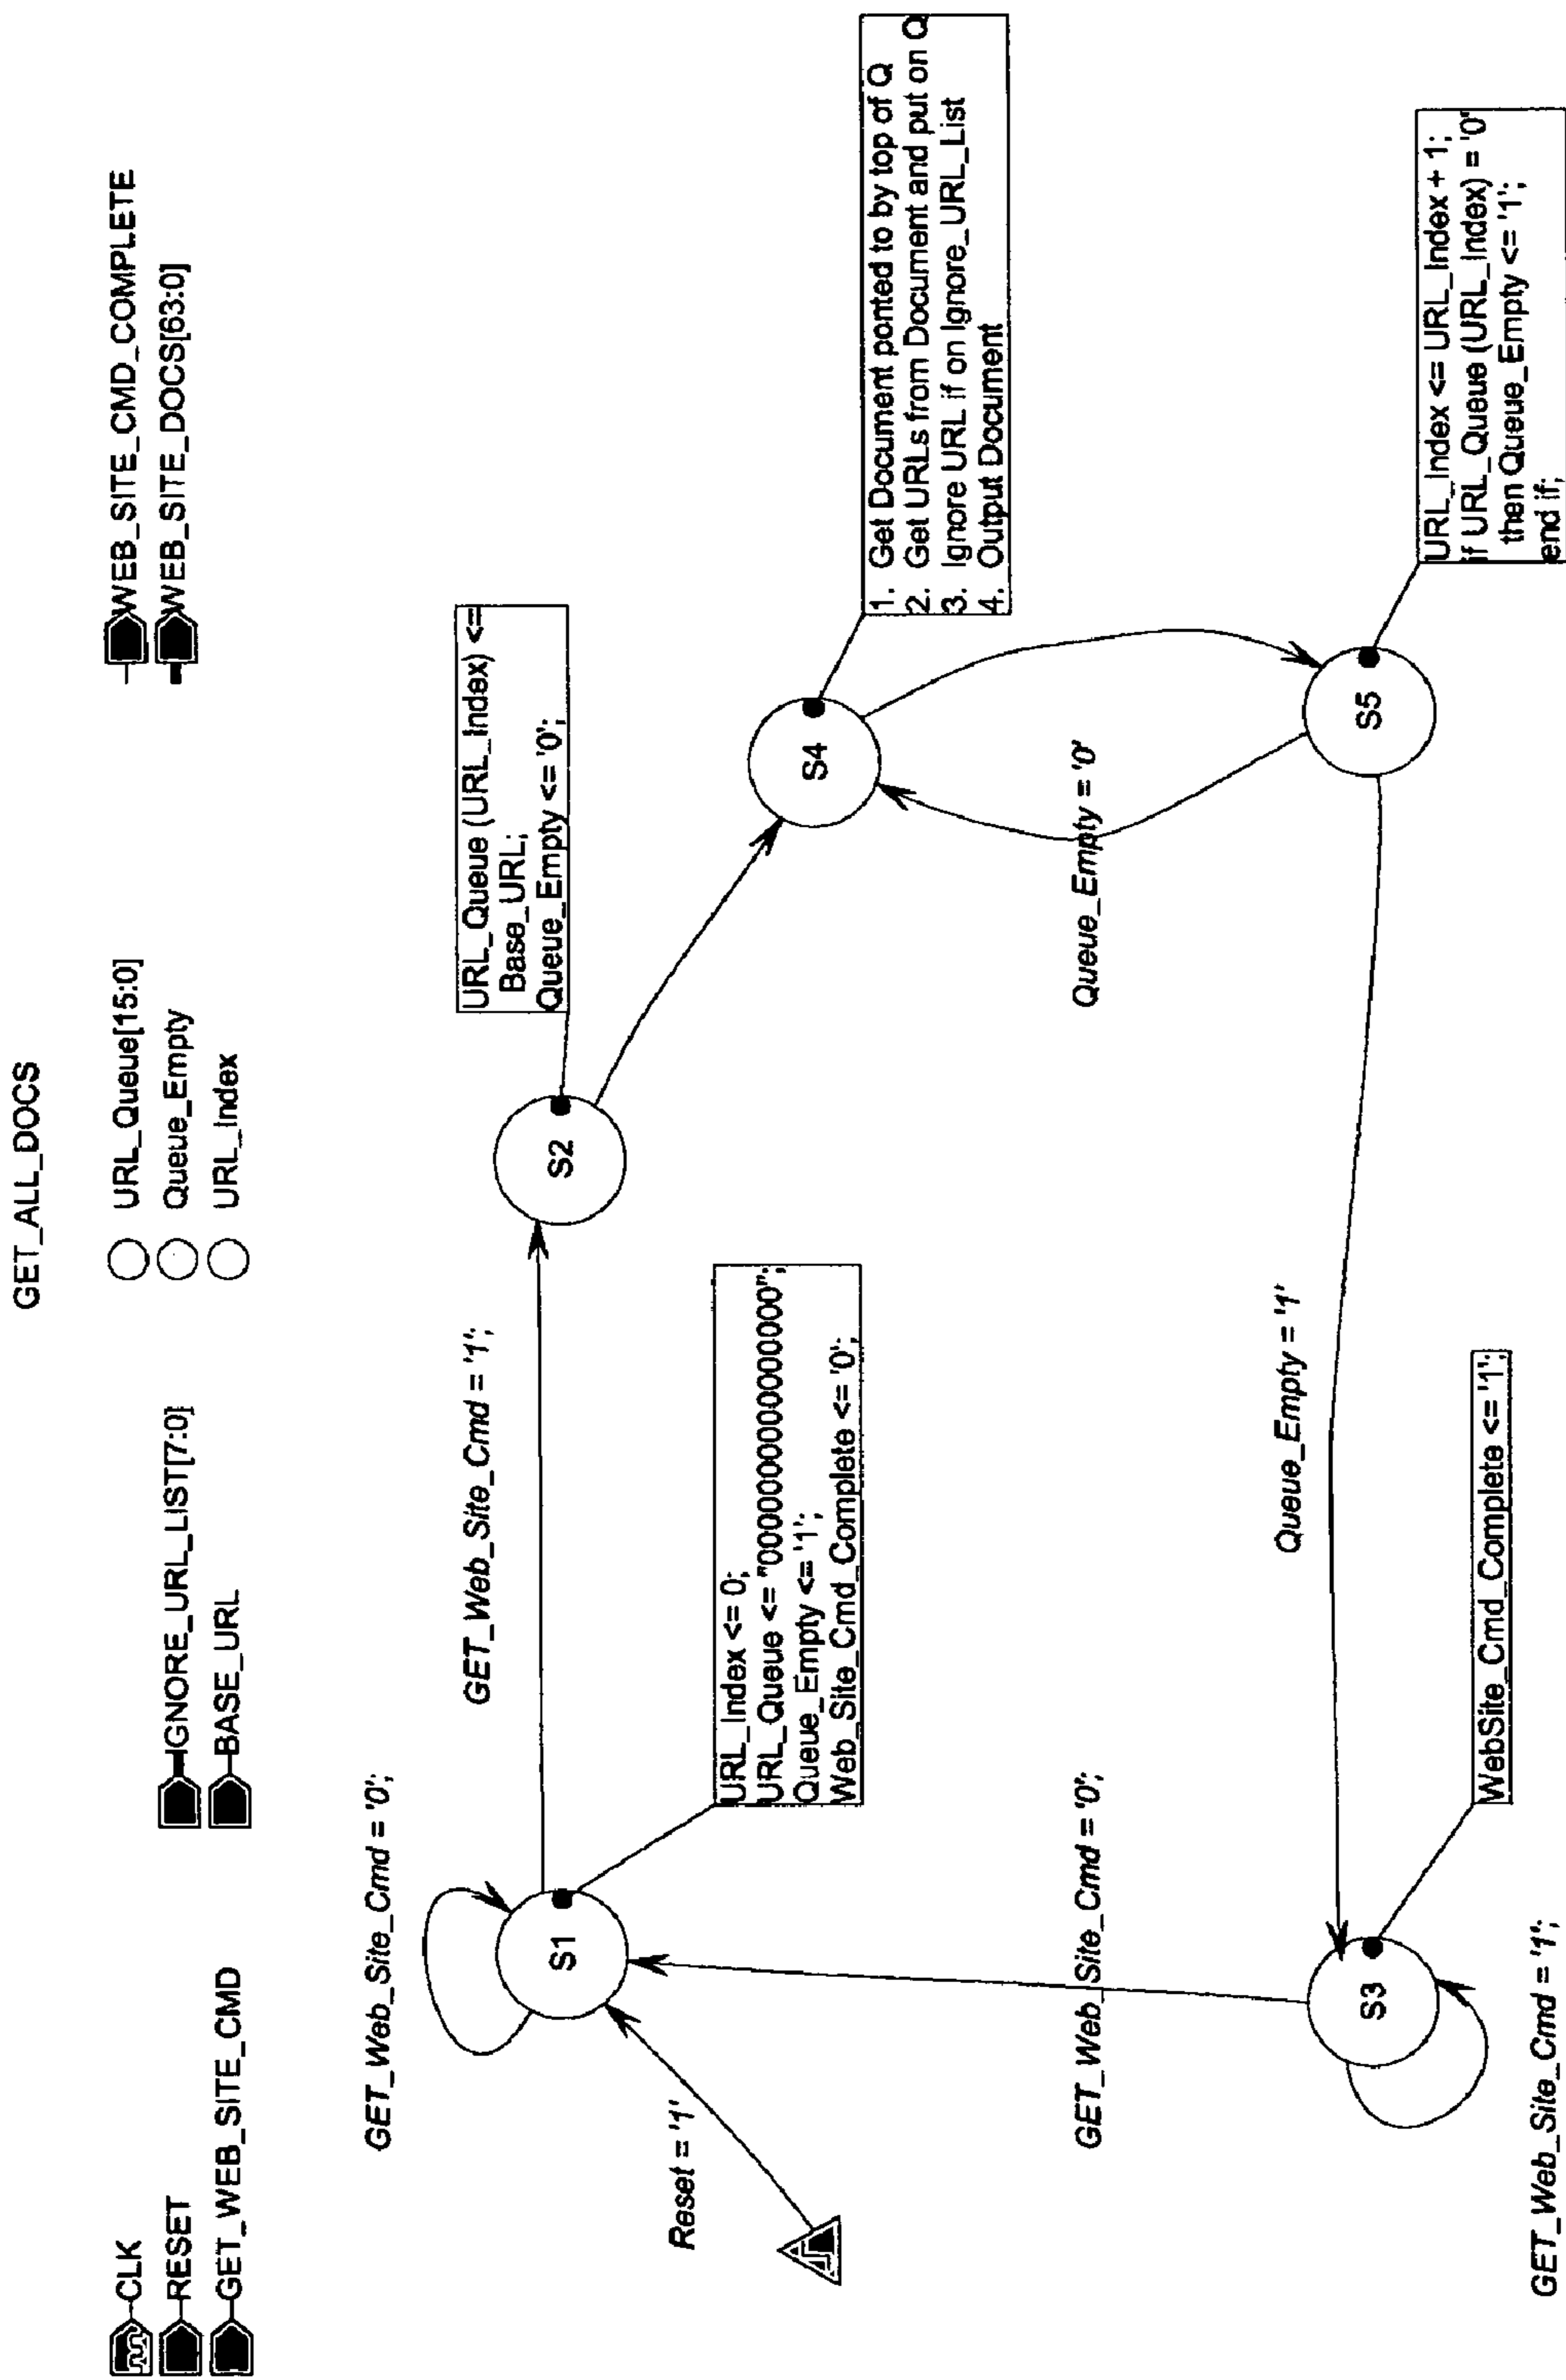 GET_ALL_DOCS
CLK
RESET
GET_WEB_SITE_CMD
IGNORE_URL_LIST[7:0]
BASE_URL
URL_Queue[15:0]
Queue_Empty
URL_Index
WEB_SITE_CMD_COMPLETE
WEB_SITE_DOCS[63:0]
GET_Web_Site_Cmd = '0';
GET_Web_Site_Cmd = '1';
Reset = '1'
S1
URL_Index <= 0;
URL_Queue <= "0000000000000000";
Queue_Empty <= '1';
Web_Site_Cmd_Complete <= '0';
S2
URL_Queue (URL_Index) <=
Base_URL;
Queue_Empty <= '0';
S4
1. Get Document ponted to by top of Q
2. Get URLs from Document and put on Q
3. Ignore URL if on Ignore_URL_List
4. Output Document
GET_Web_Site_Cmd = '0';
Queue_Empty = '0'
Queue_Empty = '1'
S3
WebSite_Cmd_Complete <= '1';
GET_Web_Site_Cmd = '1';
S5
URL_Index <= URL_Index + 1;
if URL_Queue (URL_Index) = '0'
then Queue_Empty <= '1';
end if;